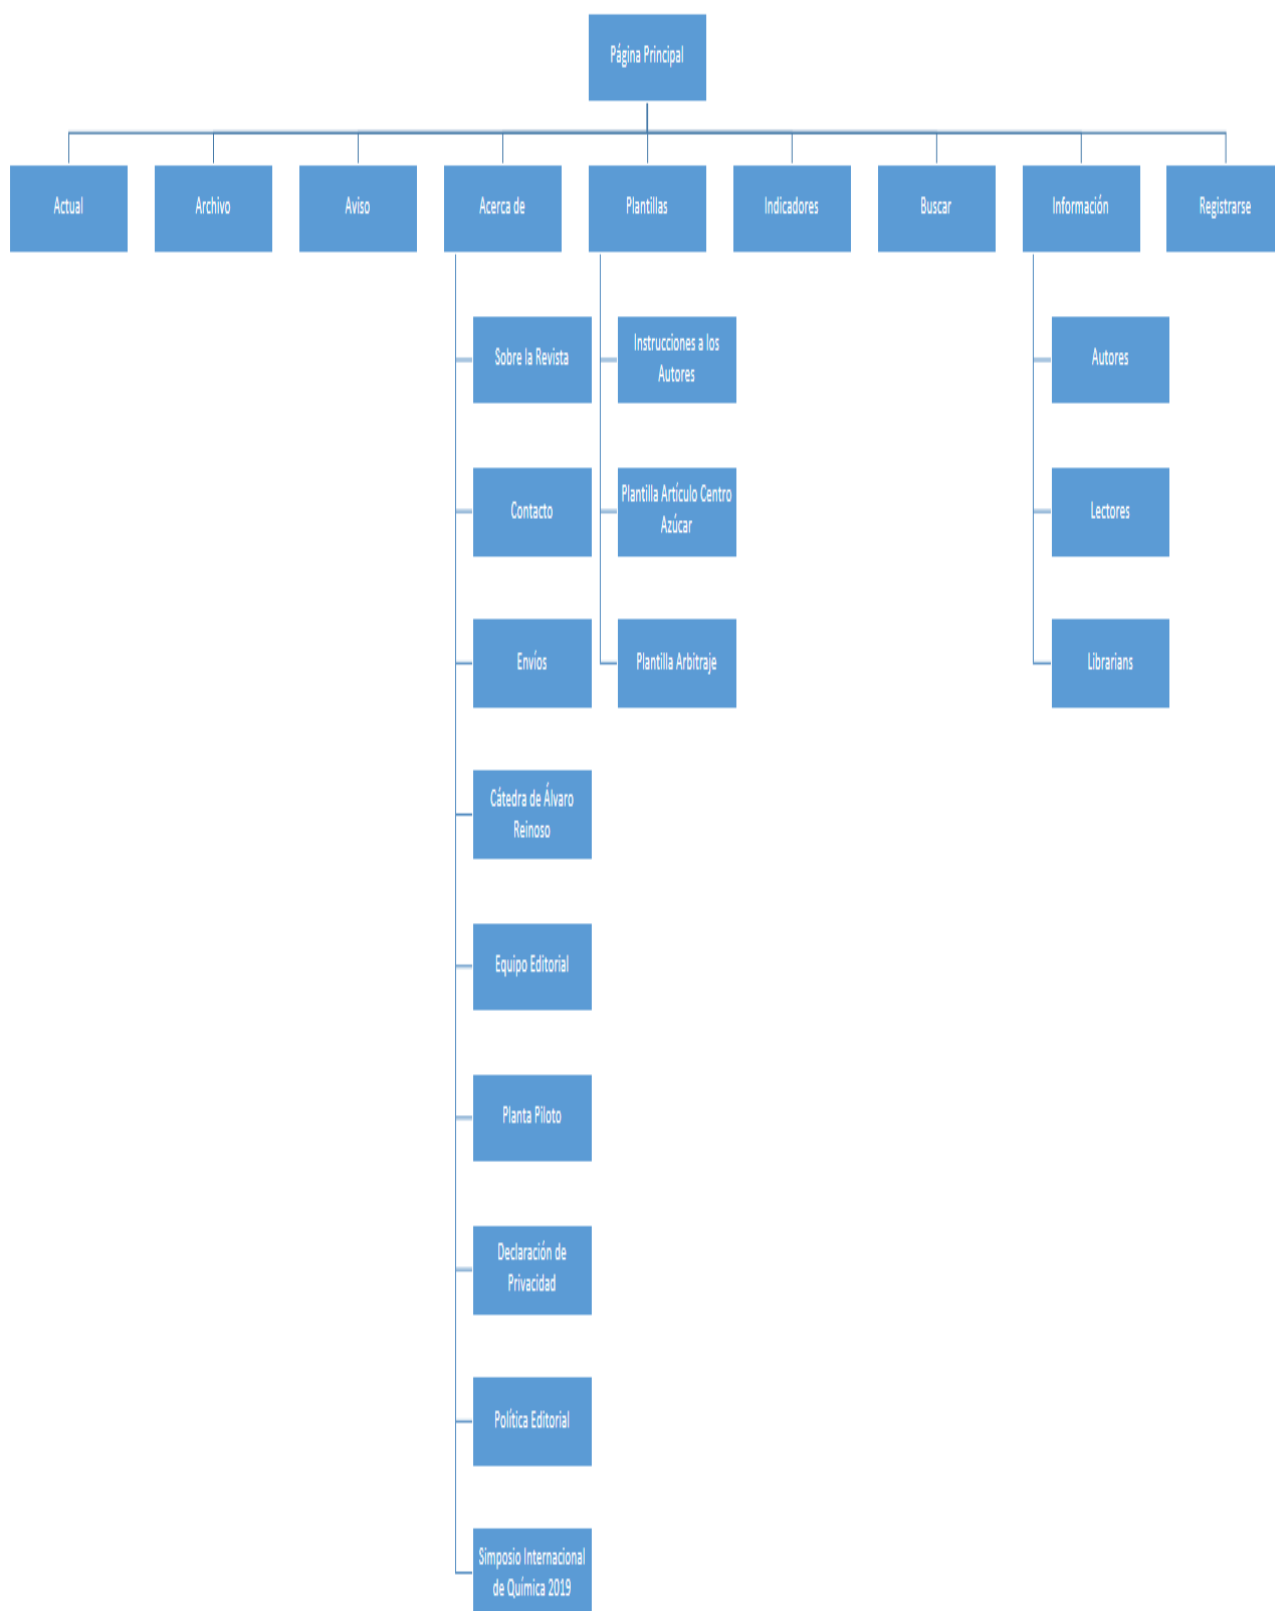 Página Principal
Actual
Archivo
Aviso
Acerca de
Plantillas
Indicadores
Buscar
Información
Registrarse
Sobre la Revista
Contacto
Envíos
Cátedra de Álvaro
Reinoso
Equipo Editorial
Planta Piloto
Declaración de
Privacidad
Política Editorial
Simposio Internacional
de Química 2019
Instrucciones a los
Autores
Plantilla Artículo Centro
Azúcar
Plantilla Arbitraje
Autores
Lectores
Librarians